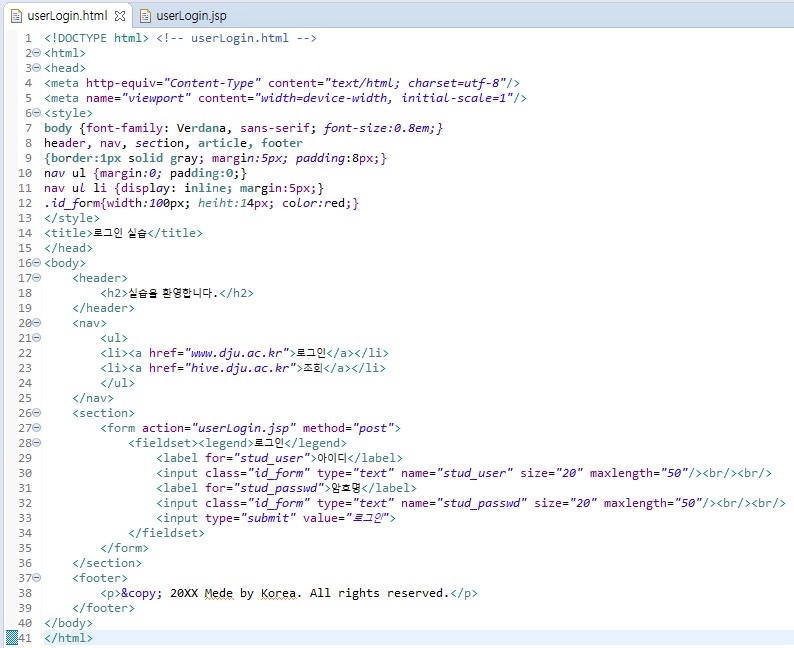 userLogin.html userLogin.jsp
1 <!DOCTYPE html> <!-- userLogin.html -->
2 <html>
3 <head>
4 <meta http-equiv="Content-Type" content="text/html; charset=utf-8"/>
5 <meta name="viewport" content="width=device-width, initial-scale=1"/>
6 <style>
7 body {font-family: Verdana, sans-serif; font-size:0.8em;}
8 header, nav, section, article, footer
9 {border:1px solid gray; margin:5px; padding:8px;}
10 nav ul {margin:0; padding:0;}
11 nav ul li {display: inline; margin:5px;}
12 .id_form{width:100px; heiht:14px; color:red;}
13 </style>
14 <title>로그인 실습</title>
15 </head>
16 <body>
17 <header>
18 <h2>실습을 환영합니다.</h2>
19 </header>
20 <nav>
21 <ul>
22 <li><a href="www.dju.ac.kr">로그인</a></li>
23 <li><a href="hive.dju.ac.kr">조회</a></li>
24 </ul>
25 </nav>
26 <section>
27 <form action="userLogin.jsp" method="post">
28 <fieldset><legend>로그인</legend>
29 <label for="stud_user">아이디</label>
30 <input class="id_form" type="text" name="stud_user" size="20" maxlength="50"/><br/><br/>
31 <label for="stud_passwd">암호명</label>
32 <input class="id_form" type="text" name="stud_passwd" size="20" maxlength="50"/><br/><br/>
33 <input type="submit" value="로그인">
34 </fieldset>
35 </form>
36 </section>
37 <footer>
38 <p>&copy; 20XX Mede by Korea. All rights reserved.</p>
39 </footer>
40 </body>
41 </html>